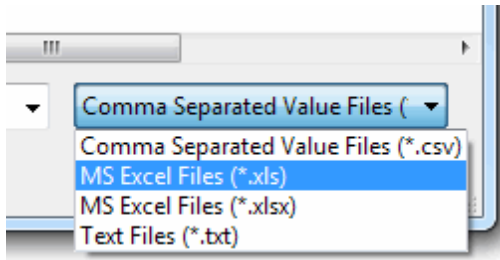 Comma Separated Value Files (
Comma Separated Value Files (*.csv)
MS Excel Files (*.xls)
MS Excel Files (*.xlsx)
Text Files (*.txt)